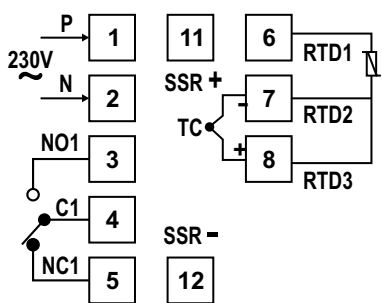 P 1 11 6
RTD1
230V
~
N 2 SSR + 7 RTD2
-
TC
+
NO1 3 8
RTD3
C1 4
SSR -
NC1 5 12